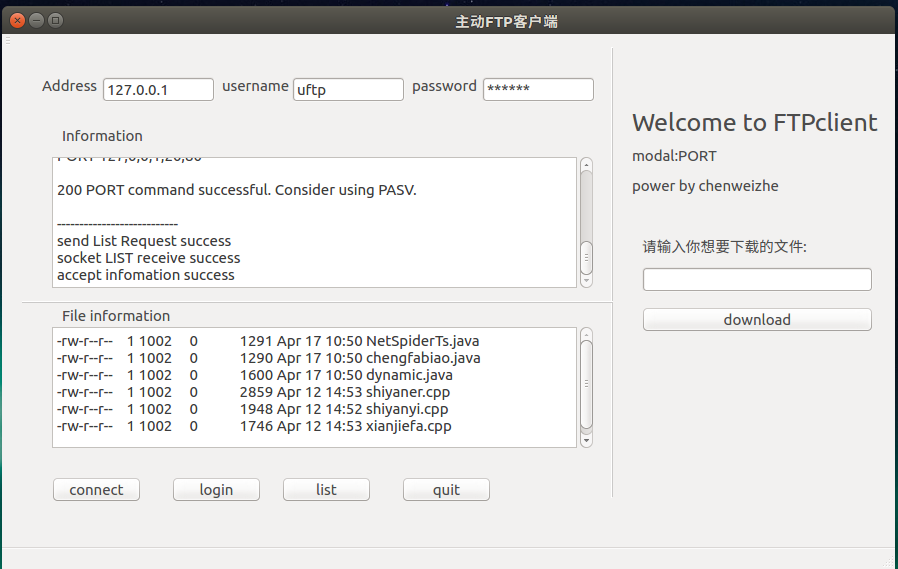 主动FTP客户端
Address 127.0.0.1 username uftp password ******
Information
200 PORT command successful. Consider using PASV.
---------------------------
send List Request success
socket LIST receive success
accept infomation success
File information
-rw-r--r-- 1 1002 0 1291 Apr 17 10:50 NetSpiderTs.java
-rw-r--r-- 1 1002 0 1290 Apr 17 10:50 chengfabiao.java
-rw-r--r-- 1 1002 0 1600 Apr 17 10:50 dynamic.java
-rw-r--r-- 1 1002 0 2859 Apr 12 14:53 shiyaner.cpp
-rw-r--r-- 1 1002 0 1948 Apr 12 14:52 shiyanyi.cpp
-rw-r--r-- 1 1002 0 1746 Apr 12 14:53 xianjiefa.cpp
connect login list quit
Welcome to FTPclient
modal:PORT
power by chenweizhe
请输入你想要下载的文件:
download